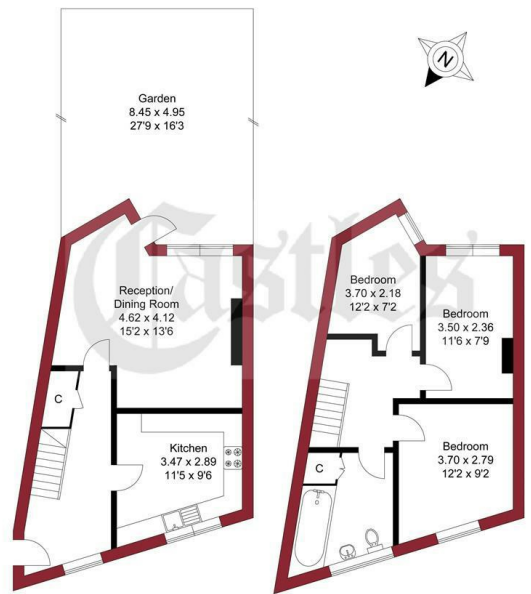 N
Garden
8.45 x 4.95
27'9 x 16'3
Castles
Reception/
Dining Room
4.62 x 4.12
15'2 x 13'6
C
Kitchen
3.47 x 2.89
11'5 x 9'6
Bedroom
3.70 x 2.18
12'2 x 7'2
Bedroom
3.50 x 2.36
11'6 x 7'9
Bedroom
3.70 x 2.79
12'2 x 9'2
C